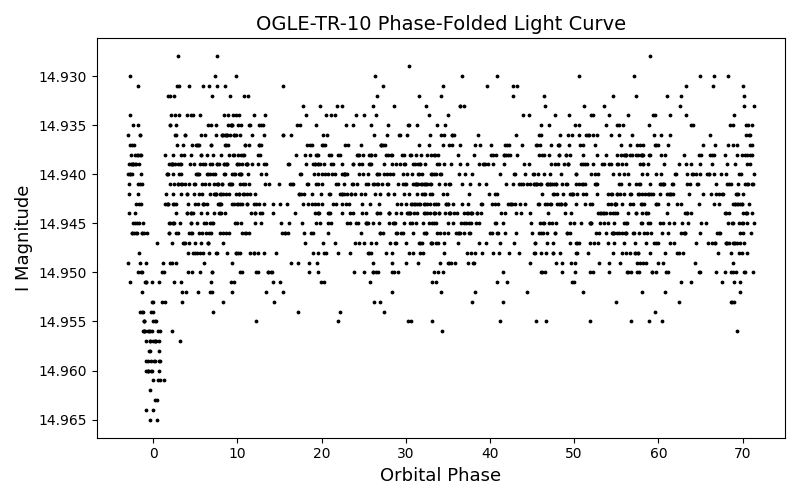 OGLE-TR-10 Phase-Folded Light Curve
I Magnitude
14.930
14.935
14.940
14.945
14.950
14.955
14.960
14.965
0 10 20 30 40 50 60 70
Orbital Phase